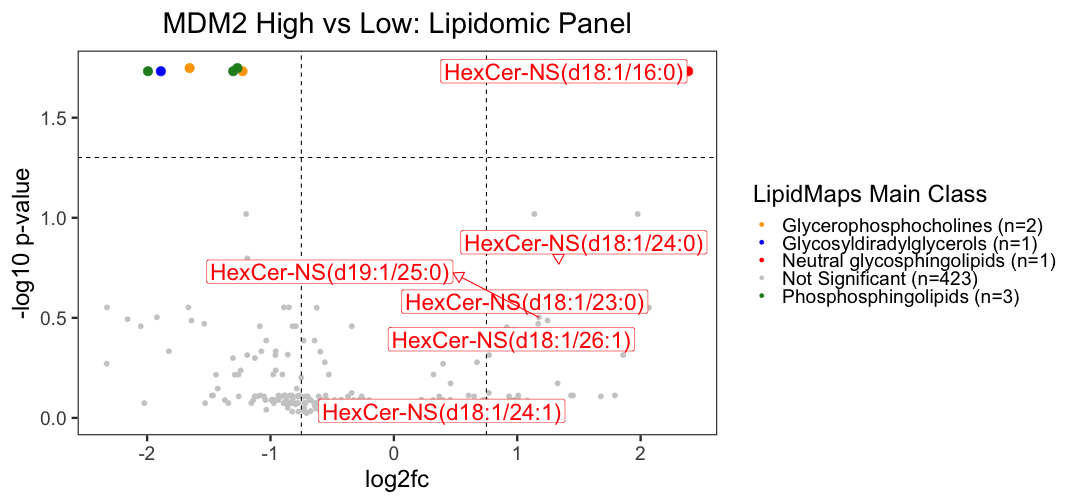 MDM2 High vs Low: Lipidomic Panel
HexCer-NS(d18:1/16:0)
HexCer-NS(d18:1/24:0)
HexCer-NS(d19:1/25:0)
HexCer-NS(d18:1/23:0)
HexCer-NS(d18:1/26:1)
HexCer-NS(d18:1/24:1)
-log10 p-value
1.5
1.0
0.5
0.0
-2
-1
0
1
2
log2fc
LipidMaps Main Class
Glycerophosphocholines (n=2)
Glycosyldiradylglycerols (n=1)
Neutral glycosphingolipids (n=1)
Not Significant (n=423)
Phosphosphingolipids (n=3)